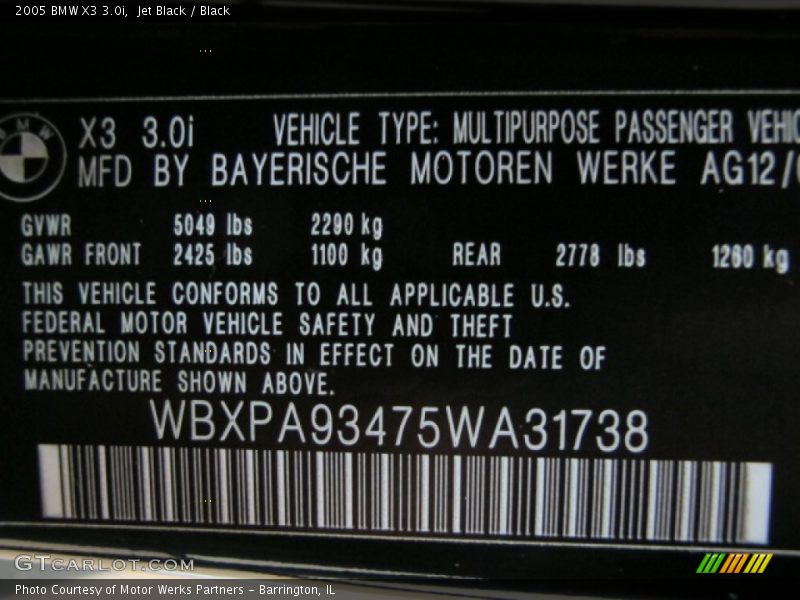 2005 BMW X3 3.0i,  Jet Black / Black
BMW
X3 3.0i VEHICLE TYPE: MULTIPURPOSE PASSENGER VEHIC
MFD BY BAYERISCHE MOTOREN WERKE AG12/0
GVWR 5049 lbs 2290 kg
GAWR FRONT 2425 lbs 1100 kg REAR 2778 lbs 1260 kg
THIS VEHICLE CONFORMS TO ALL APPLICABLE U.S.
FEDERAL MOTOR VEHICLE SAFETY AND THEFT
PREVENTION STANDARDS IN EFFECT ON THE DATE OF
MANUFACTURE SHOWN ABOVE.
WBXPA93475WA31738
GTCARLOT.COM
Photo Courtesy of Motor Werks Partners - Barrington, IL